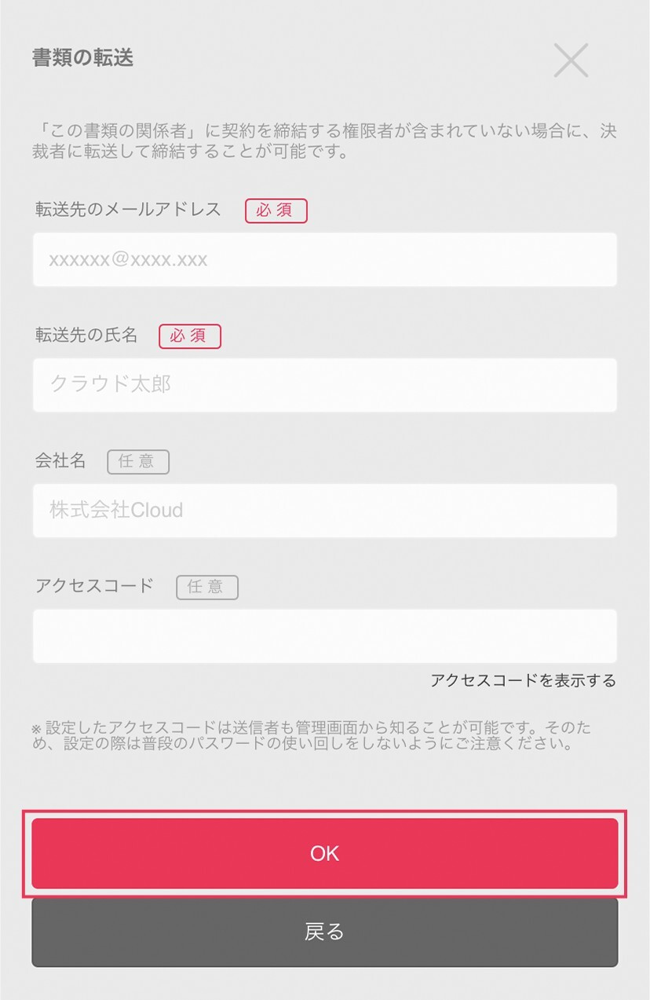 書類の転送
「この書類の関係者」に契約を締結する権限者が含まれていない場合に、決
裁者に転送して締結することが可能です。
転送先のメールアドレス 必須
xxxxxx@xxxx.xxx
転送先の氏名 必須
クラウド太郎
会社名 任意
株式会社Cloud
アクセスコード 任意
アクセスコードを表示する
※ 設定したアクセスコードは送信者も管理画面から知ることが可能です。そのた
め、設定の際は普段のパスワードの使い回しをしないようにご注意ください。
OK
戻る